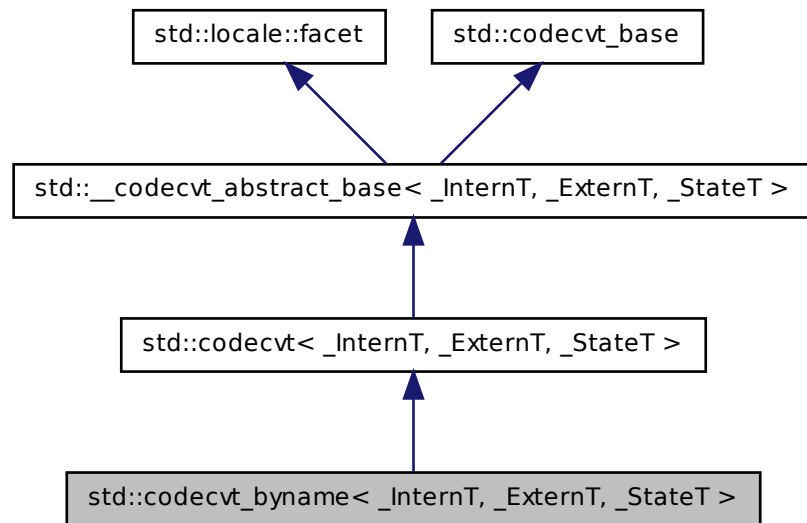 std::locale::facet
std::codecvt_base
std::__codecvt_abstract_base< _InternT, _ExternT, _StateT >
std::codecvt< _InternT, _ExternT, _StateT >
std::codecvt_byname< _InternT, _ExternT, _StateT >